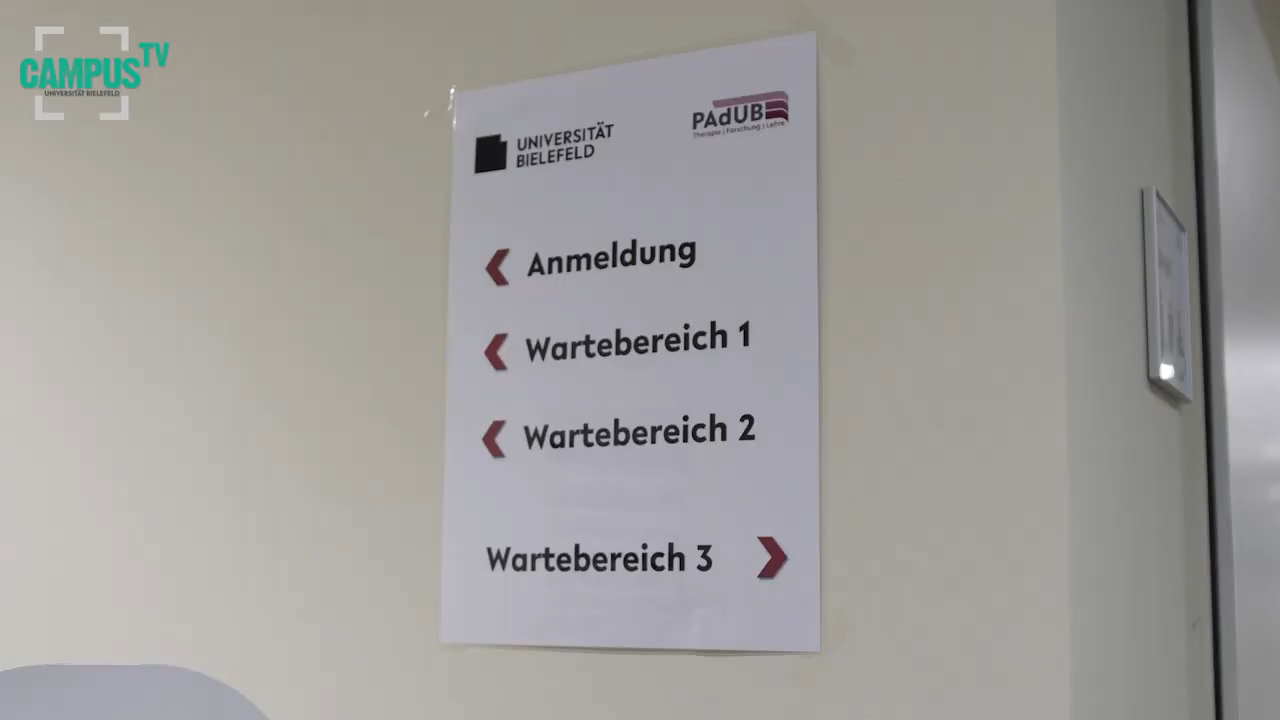 CAMPUS TV
UNIVERSITÄT BIELEFELD
UNIVERSITÄT
BIELEFELD
PAdUB
Therapie | Forschung | Lehre
Anmeldung
Wartebereich 1
Wartebereich 2
Wartebereich 3